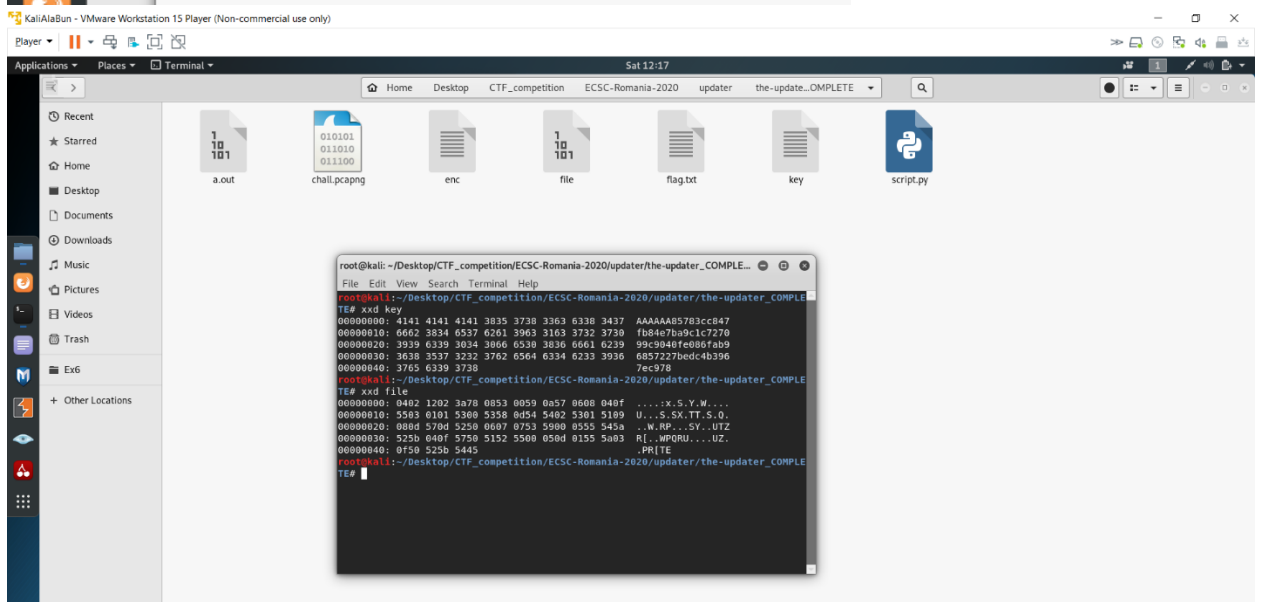 KaliAlaBun - VMware Workstation 15 Player (Non-commercial use only)
Player
Applications Places Terminal Sat 12:17 1
Home Desktop CTF_competition ECSC-Romania-2020 updater the-update...OMPLETE
Recent
Starred
Home
Desktop
Documents
Downloads
Music
Pictures
Videos
Trash
Ex6
+ Other Locations
1
10
101
010101
011010
011100
1
10
101
a.out chall.pcapng enc file flag.txt key script.py
root@kali: ~/Desktop/CTF_competition/ECSC-Romania-2020/updater/the-updater_COMPLE...
File Edit View Search Terminal Help
root@kali:~/Desktop/CTF_competition/ECSC-Romania-2020/updater/the-updater_COMPLE
TE# xxd key
00000000: 4141 4141 4141 3835 3738 3363 6338 3437 AAAAAA85783cc847
00000010: 6662 3834 6537 6261 3963 3163 3732 3730 fb84e7ba9c1c7270
00000020: 3939 6339 3034 3066 6530 3836 6661 6239 99c9040fe086fab9
00000030: 3638 3537 3232 3762 6564 6334 6233 3936 6857227bedc4b396
00000040: 3765 6339 3738 7ec978
root@kali:~/Desktop/CTF_competition/ECSC-Romania-2020/updater/the-updater_COMPLE
TE# xxd file
00000000: 0402 1202 3a78 0853 0059 0a57 0608 040f ....:x.S.Y.W....
00000010: 5503 0101 5300 5358 0d54 5402 5301 5109 U...S.SX.TT.S.Q.
00000020: 080d 570d 5250 0607 0753 5900 0555 545a ..W.RP...SY..UTZ
00000030: 525b 040f 5750 5152 5500 050d 0155 5a03 R[..WPQRU....UZ.
00000040: 0f50 525b 5445 .PR[TE
root@kali:~/Desktop/CTF_competition/ECSC-Romania-2020/updater/the-updater_COMPLE
TE#